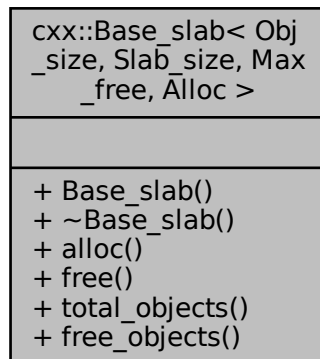 cxx::Base_slab< Obj
_size, Slab_size, Max
_free, Alloc >
+ Base_slab()
+ ~Base_slab()
+ alloc()
+ free()
+ total_objects()
+ free_objects()